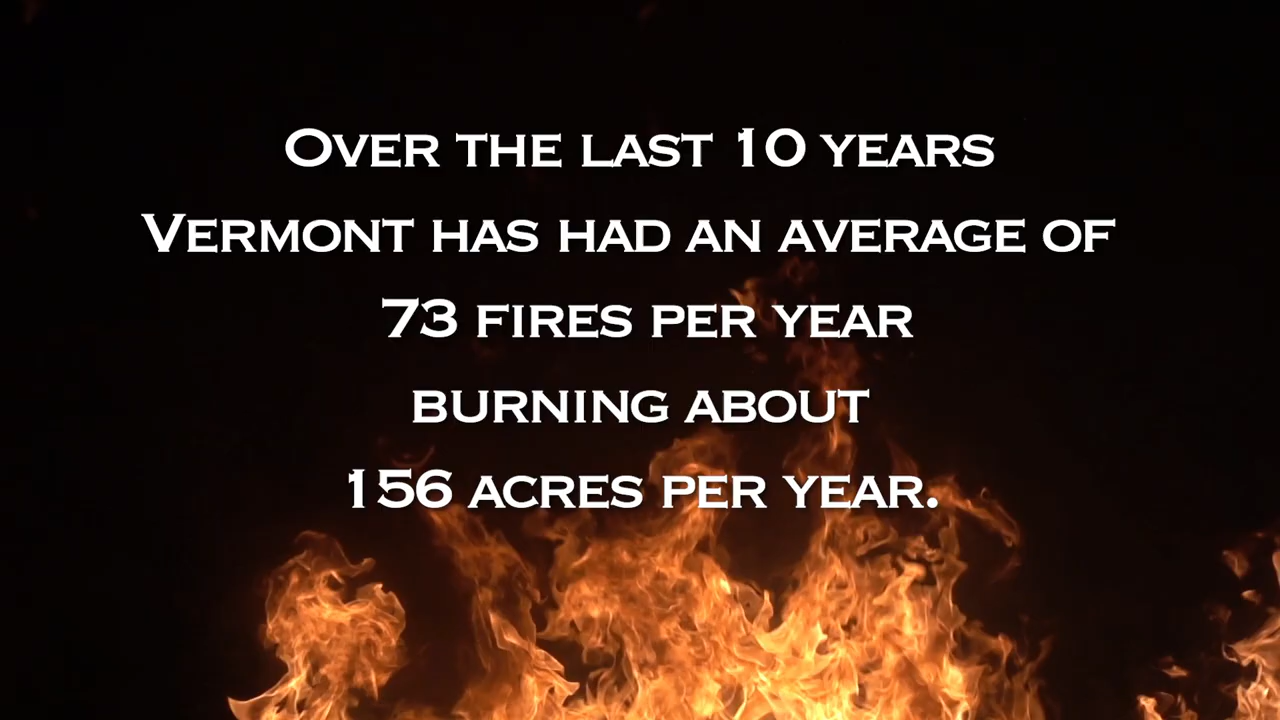 Over the last 10 years
Vermont has had an average of
73 fires per year
burning about
156 acres per year.